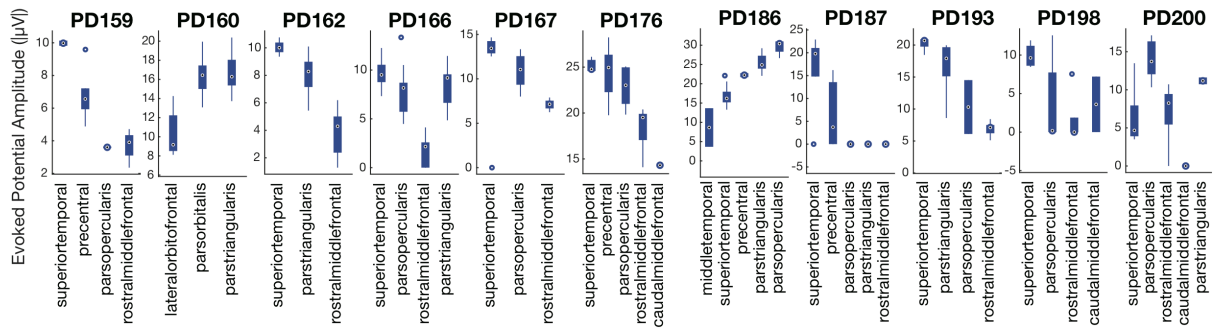 PD159 PD160 PD162 PD166 PD167 PD176 PD186 PD187 PD193 PD198 PD200
Evoked Potential Amplitude (|µV|)
10
8
6
4
2
superiortemporal
precentral
parsopercularis
rostralmiddlefrontal
20
18
16
14
12
10
8
6
lateralorbitofrontal
parsorbitalis
parstriangularis
10
8
6
4
2
superiortemporal
parstriangularis
rostralmiddlefrontal
10
5
0
superiortemporal
parsopercularis
rostralmiddlefrontal
parstriangularis
15
10
5
0
superiortemporal
parsopercularis
rostralmiddlefrontal
25
20
15
superiortemporal
precentral
parsopercularis
rostralmiddlefrontal
caudalmiddlefrontal
30
25
20
15
10
5
0
middletemporal
superiortemporal
precentral
parstriangularis
parsopercularis
25
20
15
10
5
0
−5
superiortemporal
precentral
parsopercularis
rostralmiddlefrontal
20
15
10
5
0
superiortemporal
parstriangularis
parsopercularis
rostralmiddlefrontal
10
5
0
−5
superiortemporal
parsopercularis
rostralmiddlefrontal
caudalmiddlefrontal
15
10
5
0
superiortemporal
parsopercularis
rostralmiddlefrontal
caudalmiddlefrontal
parstriangularis